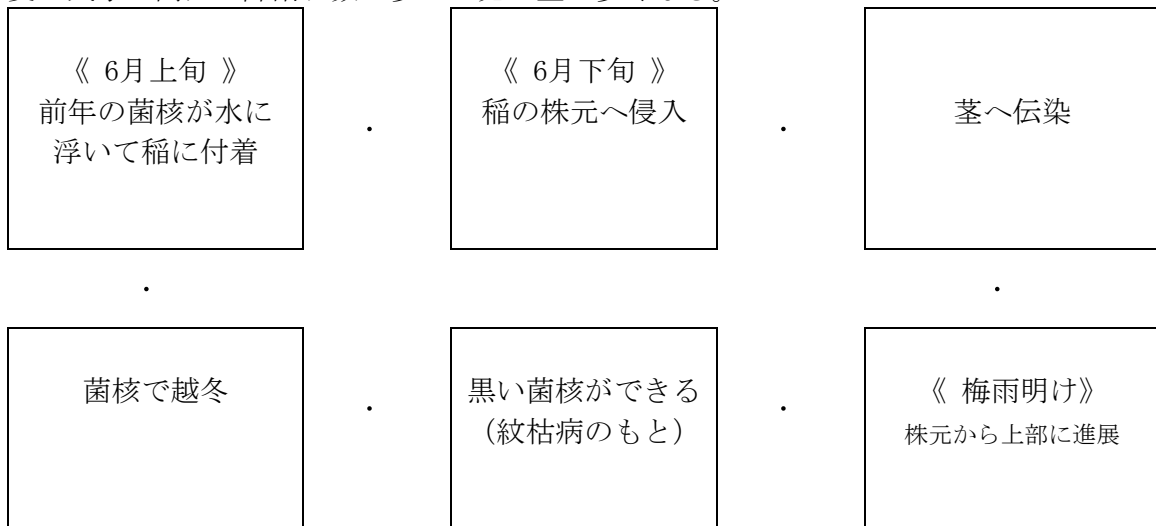 《 6月上旬 》
前年の菌核が水に
浮いて稲に付着
・
《 6月下旬 》
稲の株元へ侵入
・
茎へ伝染
・
・
菌核で越冬
・
黒い菌核ができる
（紋枯病のもと）
・
《 梅雨明け》
株元から上部に進展